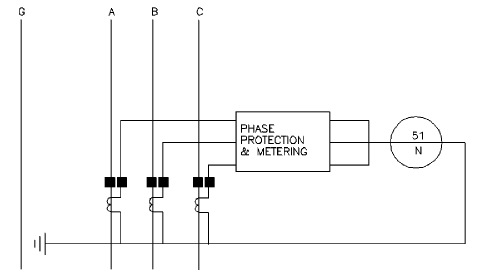 G A B C
PHASE
PROTECTION
& METERING
51
N